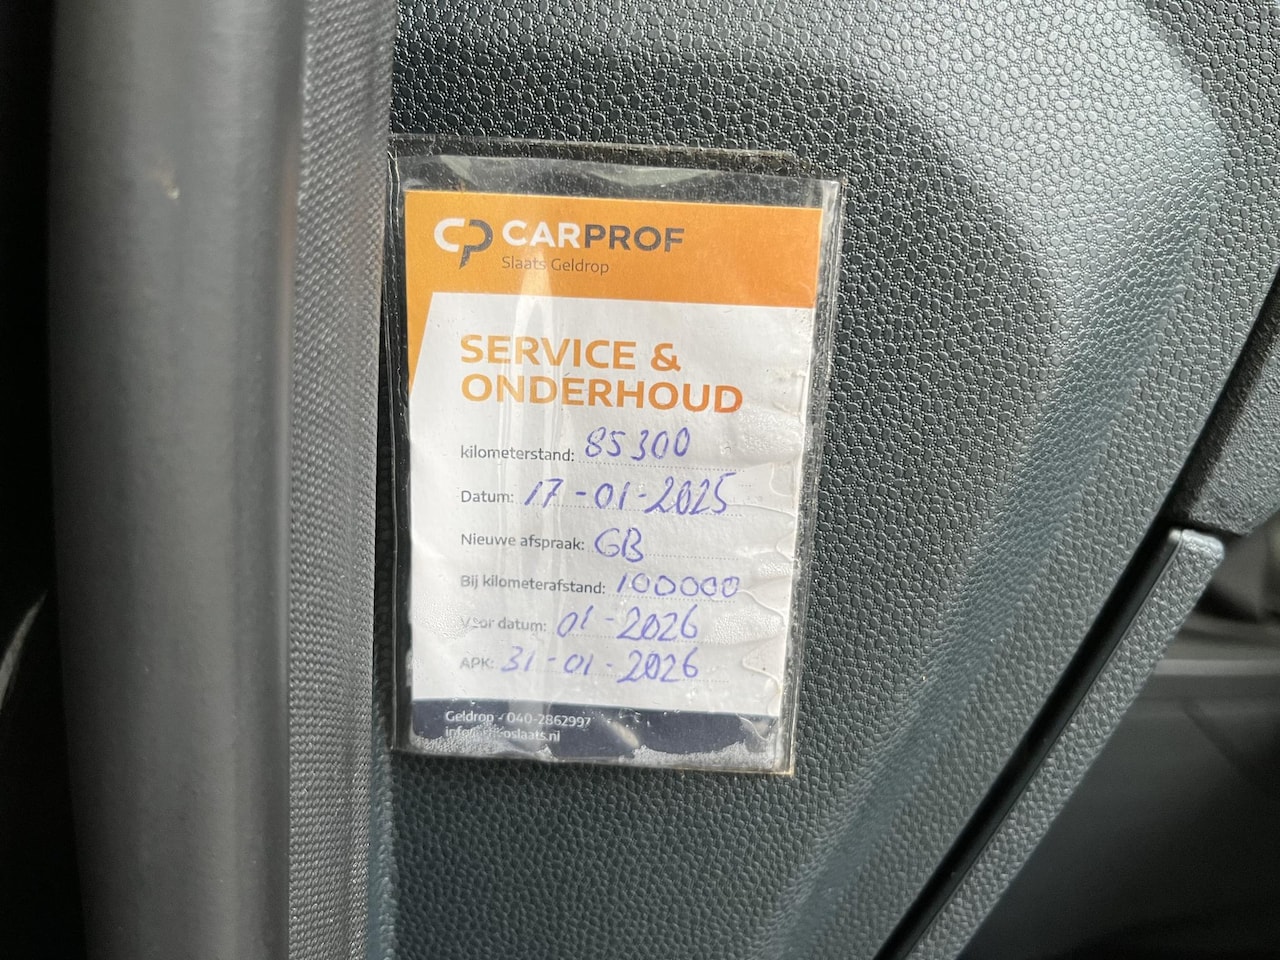 CP CARPROF
Slaats Geldrop
SERVICE &
ONDERHOUD
kilometerstand: 85300
Datum: 17-01-2025
Nieuwe afspraak: GB
Bij kilometerafstand: 100000
Voor datum: 01-2026
APK: 31-01-2026
Geldrop - 040-2862997